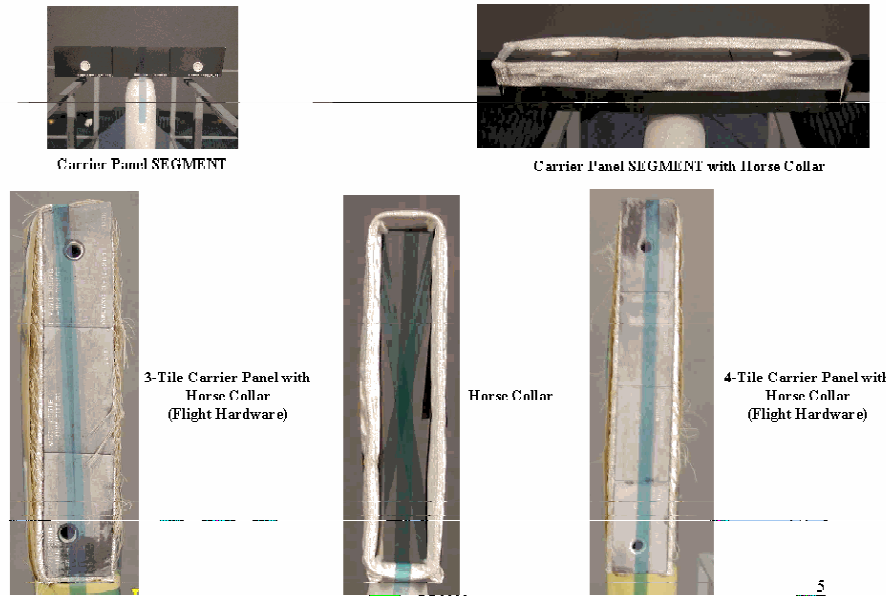 Carrier Panel SEGMENT
Carrier Panel SEGMENT with Horse Collar
3-Tile Carrier Panel with
Horse Collar
(Flight Hardware)
Horse Collar
4-Tile Carrier Panel with
Horse Collar
(Flight Hardware)
5